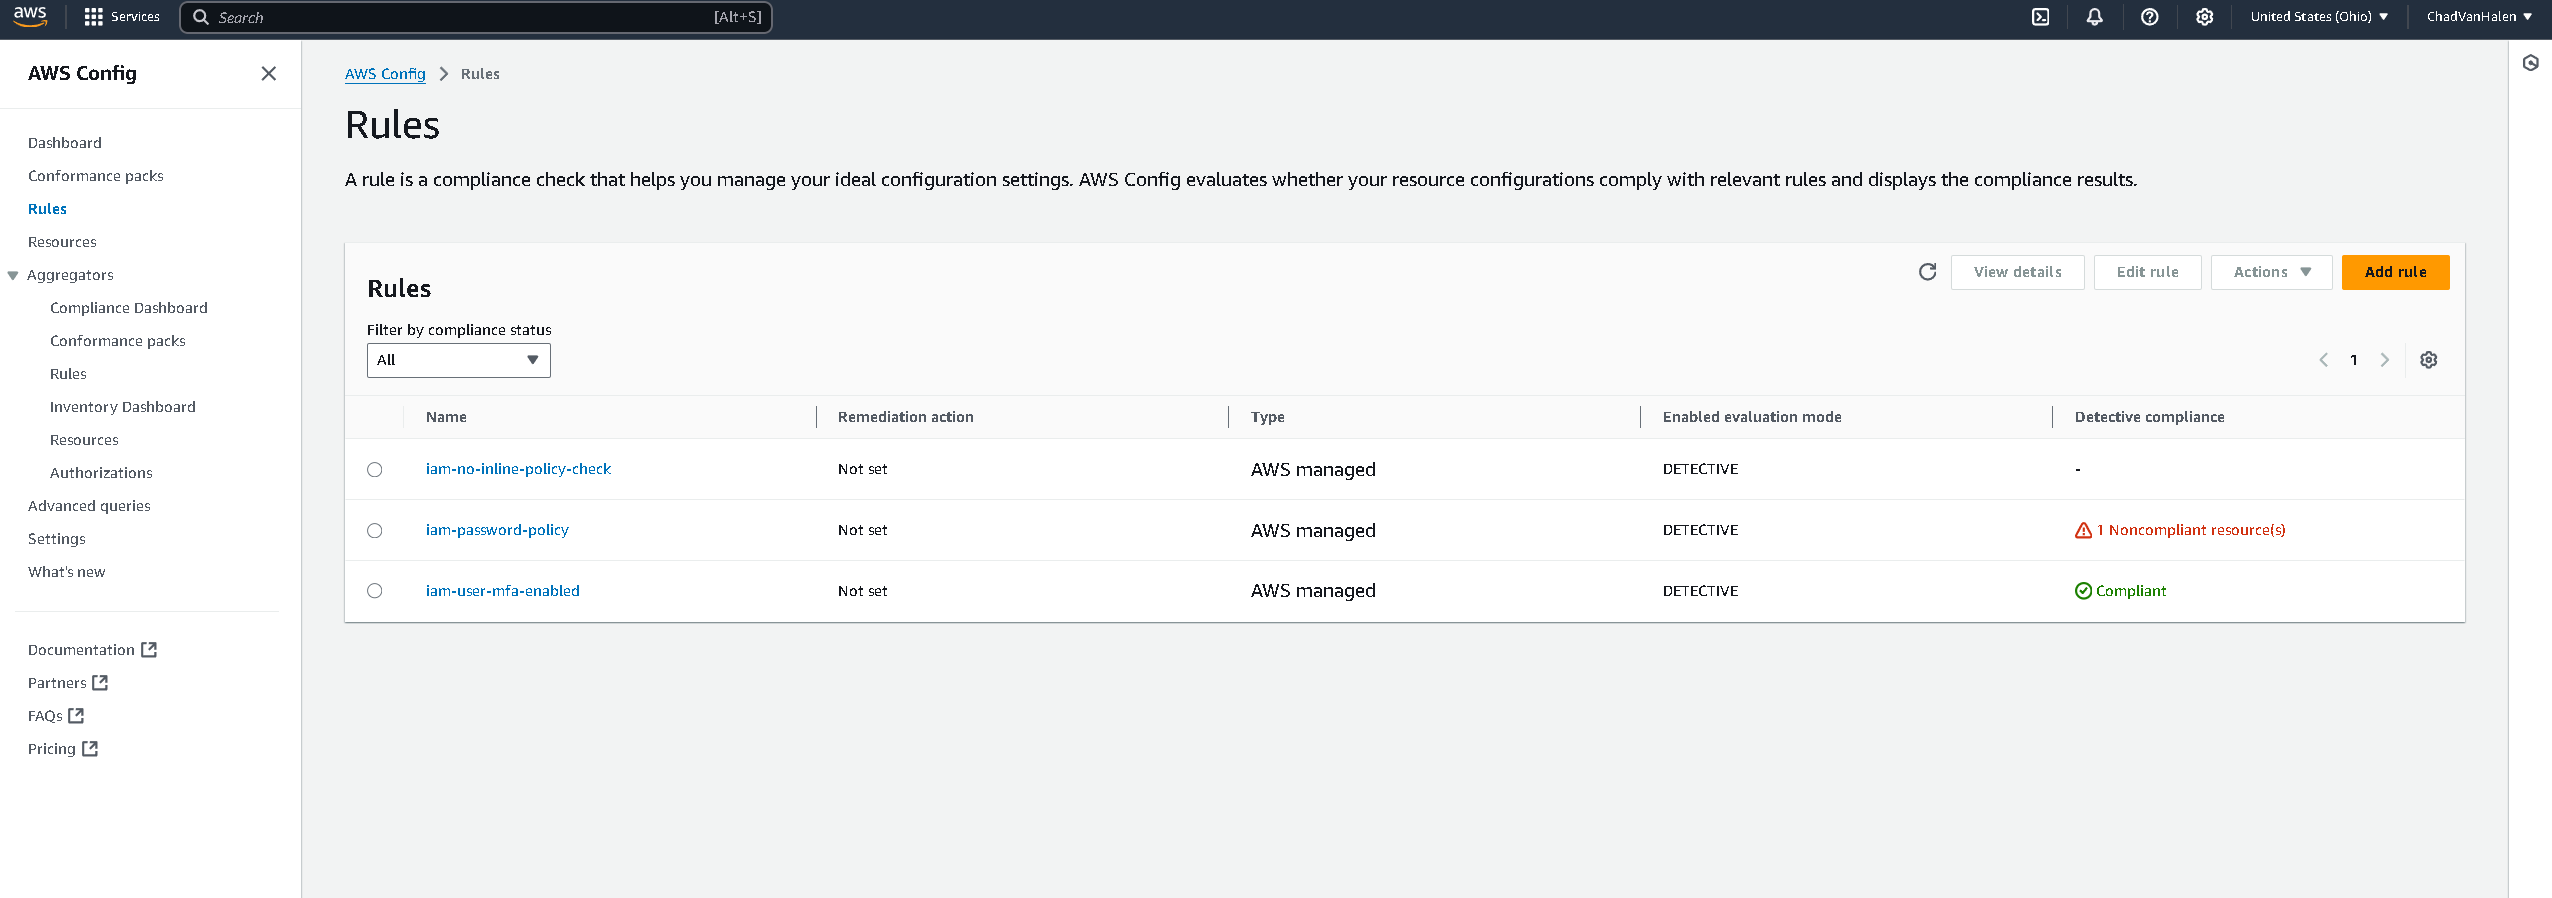 aws
Services
Search
[Alt+S]
United States (Ohio)
ChadVanHalen
AWS Config
Dashboard
Conformance packs
Rules
Resources
Aggregators
Compliance Dashboard
Conformance packs
Rules
Inventory Dashboard
Resources
Authorizations
Advanced queries
Settings
What's new
Documentation
Partners
FAQs
Pricing
AWS Config > Rules
Rules
A rule is a compliance check that helps you manage your ideal configuration settings. AWS Config evaluates whether your resource configurations comply with relevant rules and displays the compliance results.
Rules
View details
Edit rule
Actions
Add rule
Filter by compliance status
All
1
Name Remediation action Type Enabled evaluation mode Detective compliance
iam-no-inline-policy-check Not set AWS managed DETECTIVE -
iam-password-policy Not set AWS managed DETECTIVE 1 Noncompliant resource(s)
iam-user-mfa-enabled Not set AWS managed DETECTIVE Compliant